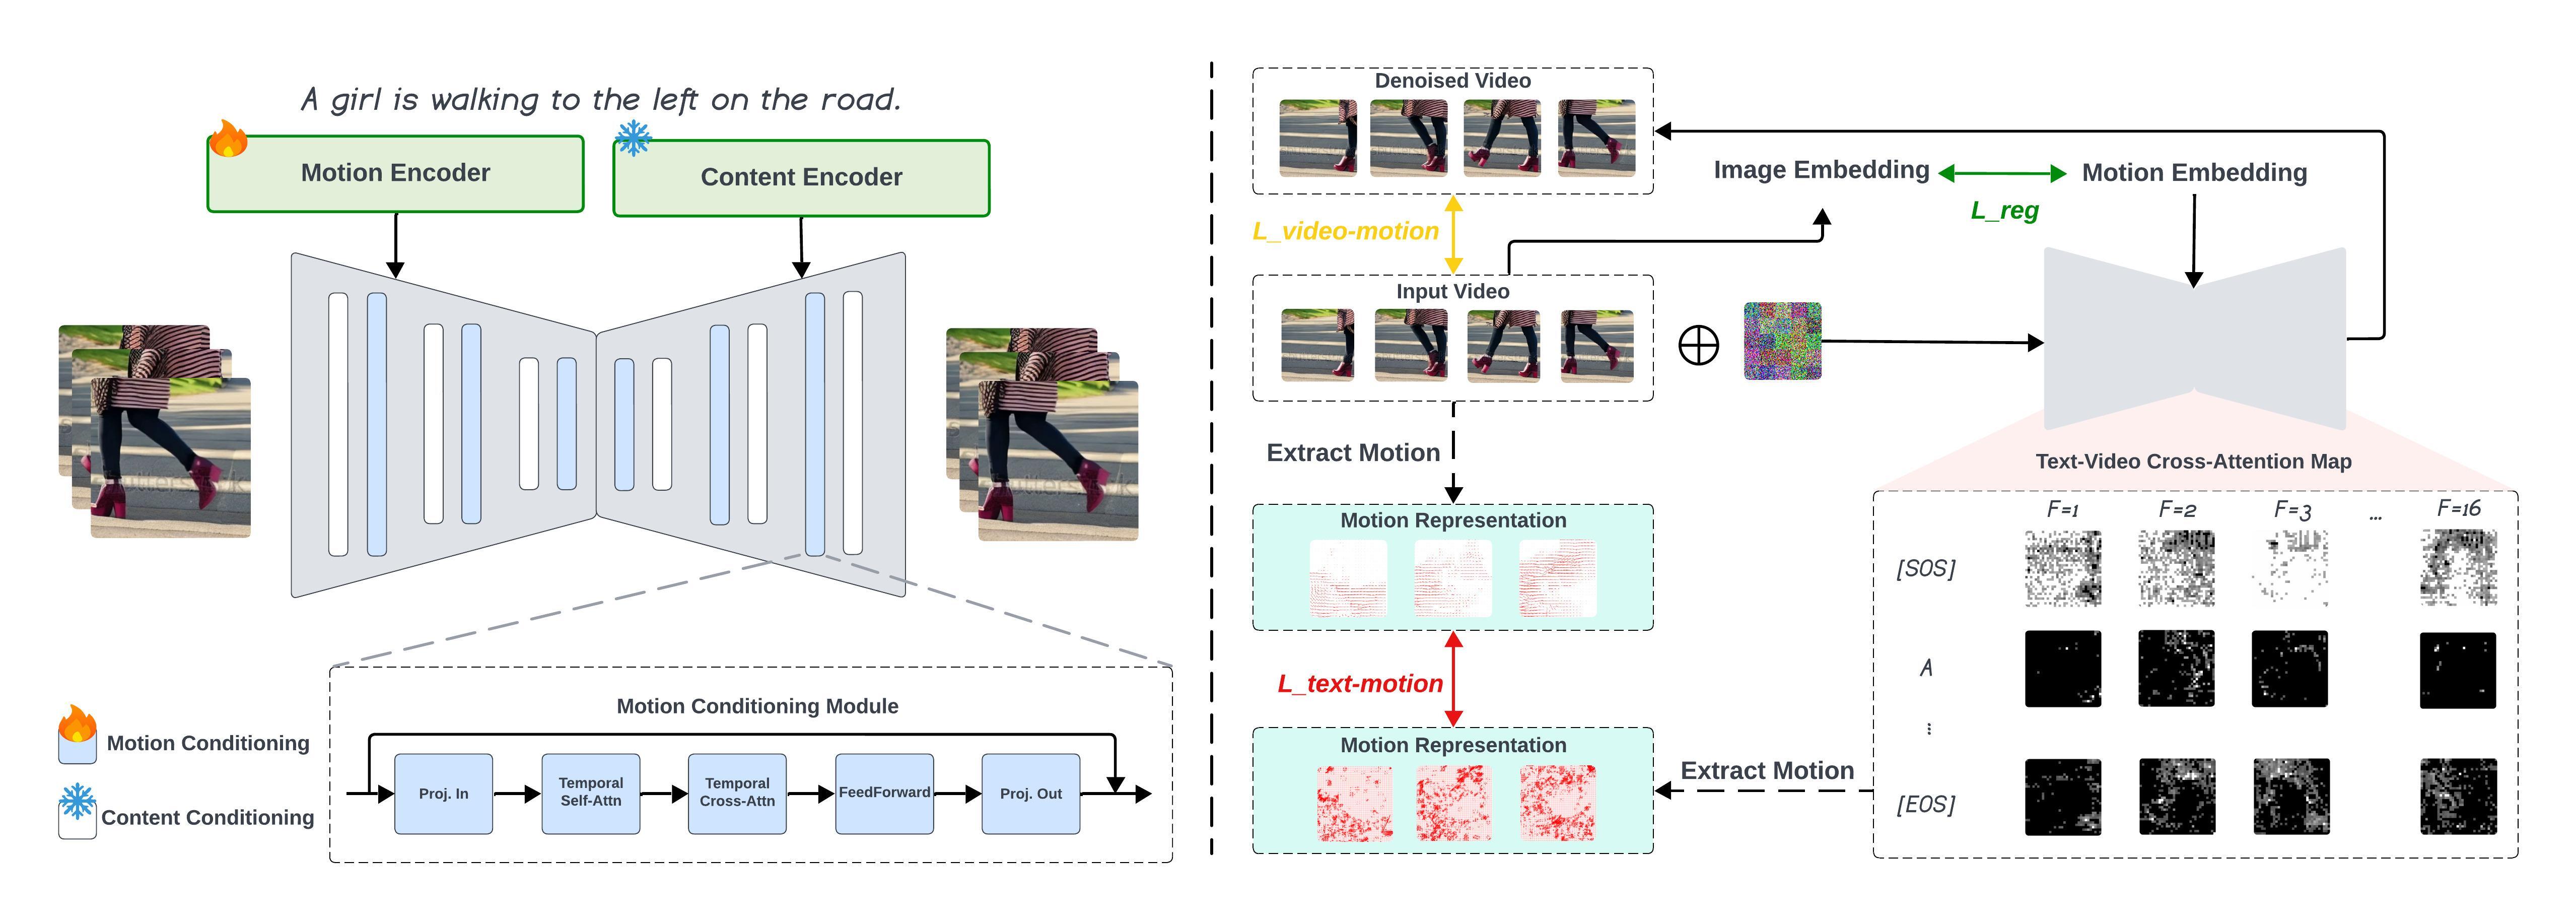 A girl is walking to the left on the road.
Motion Encoder
Content Encoder
Motion Conditioning
Content Conditioning
Motion Conditioning Module
Proj. In
Temporal
Self-Attn
Temporal
Cross-Attn
FeedForward
Proj. Out
Denoised Video
L_video-motion
Input Video
Image Embedding
Motion Embedding
L_reg
Extract Motion
Motion Representation
L_text-motion
Motion Representation
Extract Motion
Text-Video Cross-Attention Map
F=1 F=2 F=3 ... F=16
[SOS]
A
...
[EOS]